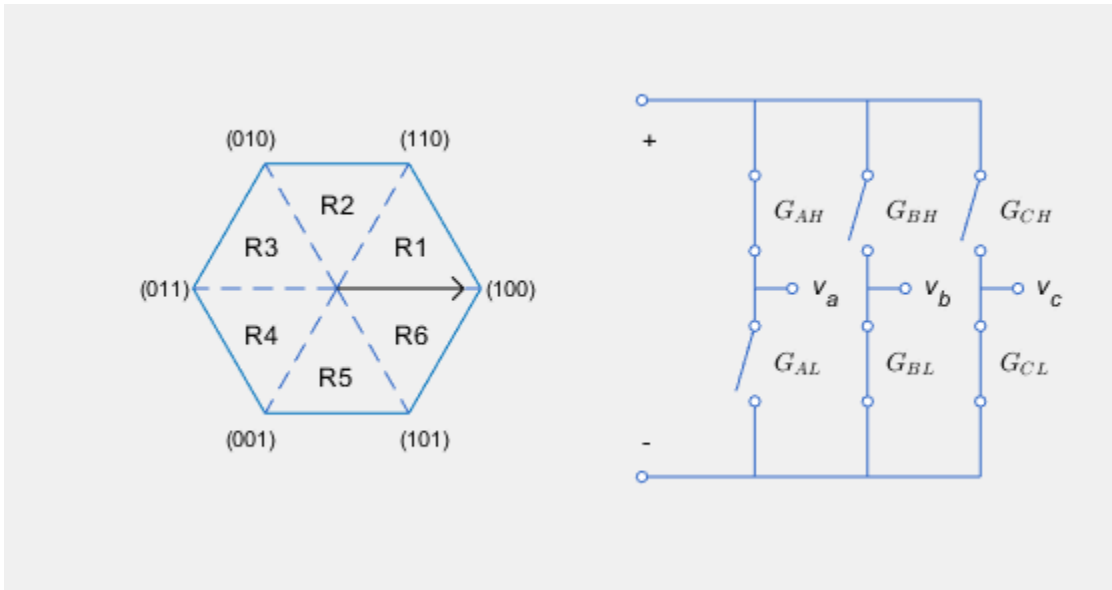 (010) (110)
R2
R3 R1
(011) (100)
R4 R6
R5
(001) (101)
+
G_AH G_BH G_CH
v_a v_b v_c
G_AL G_BL G_CL
-